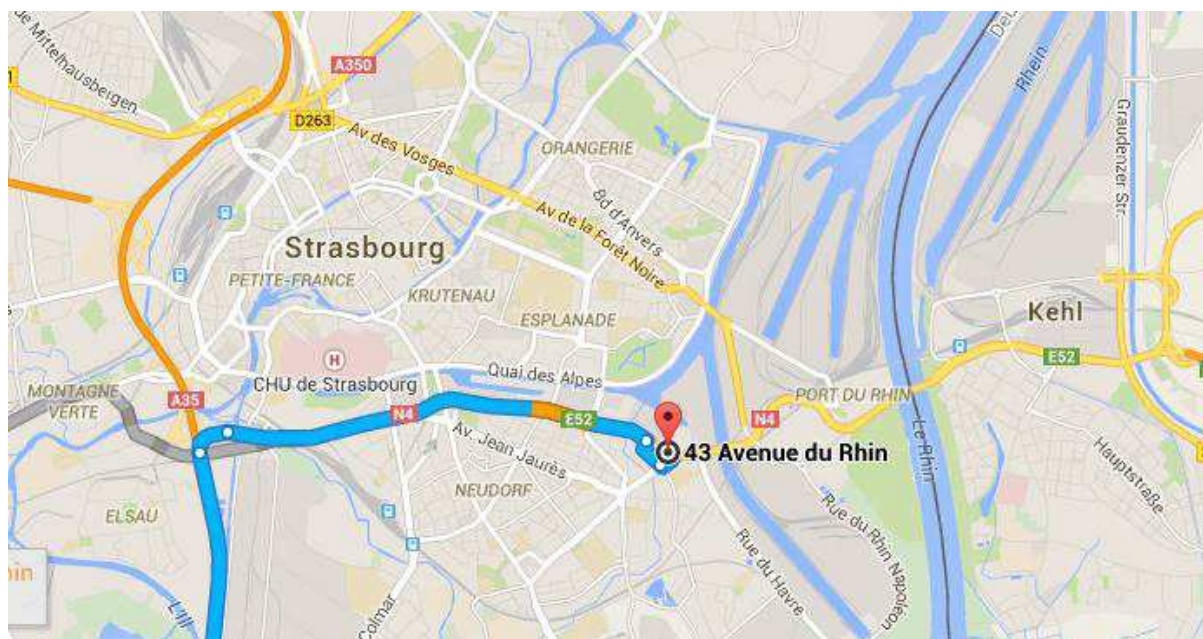 de Mittelhausbergen
A350
D263
Av des Vosges
ORANGERIE
Bd d'Anvers
Av de la Forêt Noire
Rhein
Graudenzer Str.
Strasbourg
PETITE-FRANCE
KRUTENAU
ESPLANADE
Kehl
E52
H
CHU de Strasbourg
Quai des Alpes
MONTAGNE
VERTE
A35
N4
E52
PORT DU RHIN
N4
Le Rhin
43 Avenue du Rhin
Av. Jean Jaurès
NEUDORF
Hauptstraße
ELSAU
Rue du Havre
Rue du Rhin Napoléon
L'Ill
Colmar